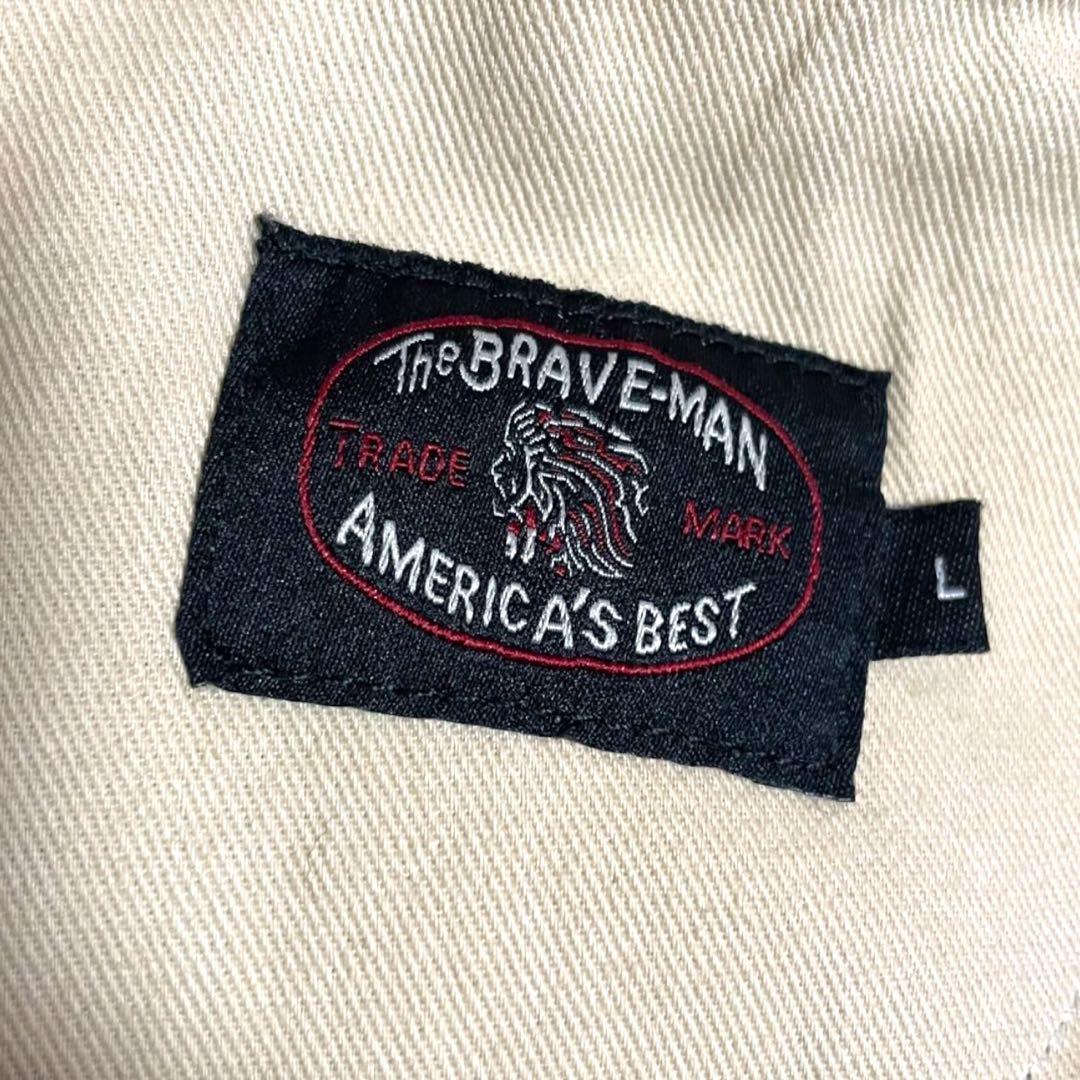 The BRAVE-MAN
TRADE MARK
AMERICA'S BEST
L